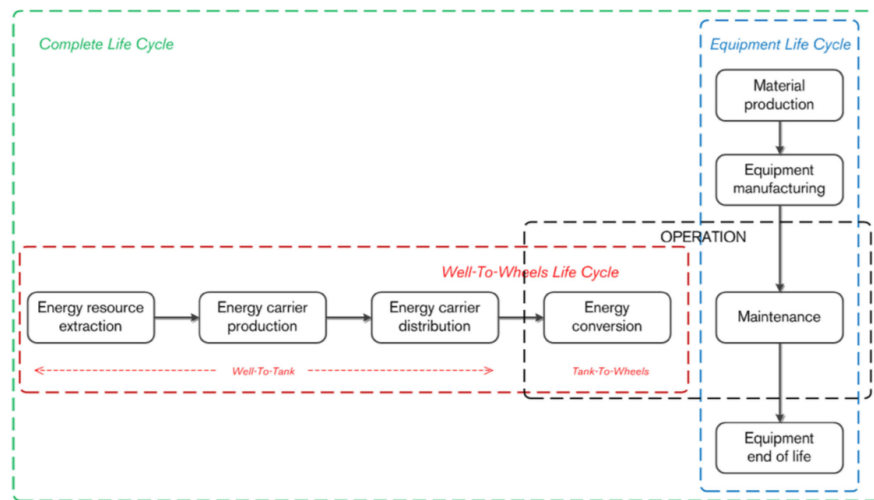 Complete Life Cycle
Equipment Life Cycle
Material
production
Equipment
manufacturing
OPERATION
Well-To-Wheels Life Cycle
Energy resource
extraction
Energy carrier
production
Energy carrier
distribution
Energy
conversion
Maintenance
Well-To-Tank
Tank-To-Wheels
Equipment
end of life